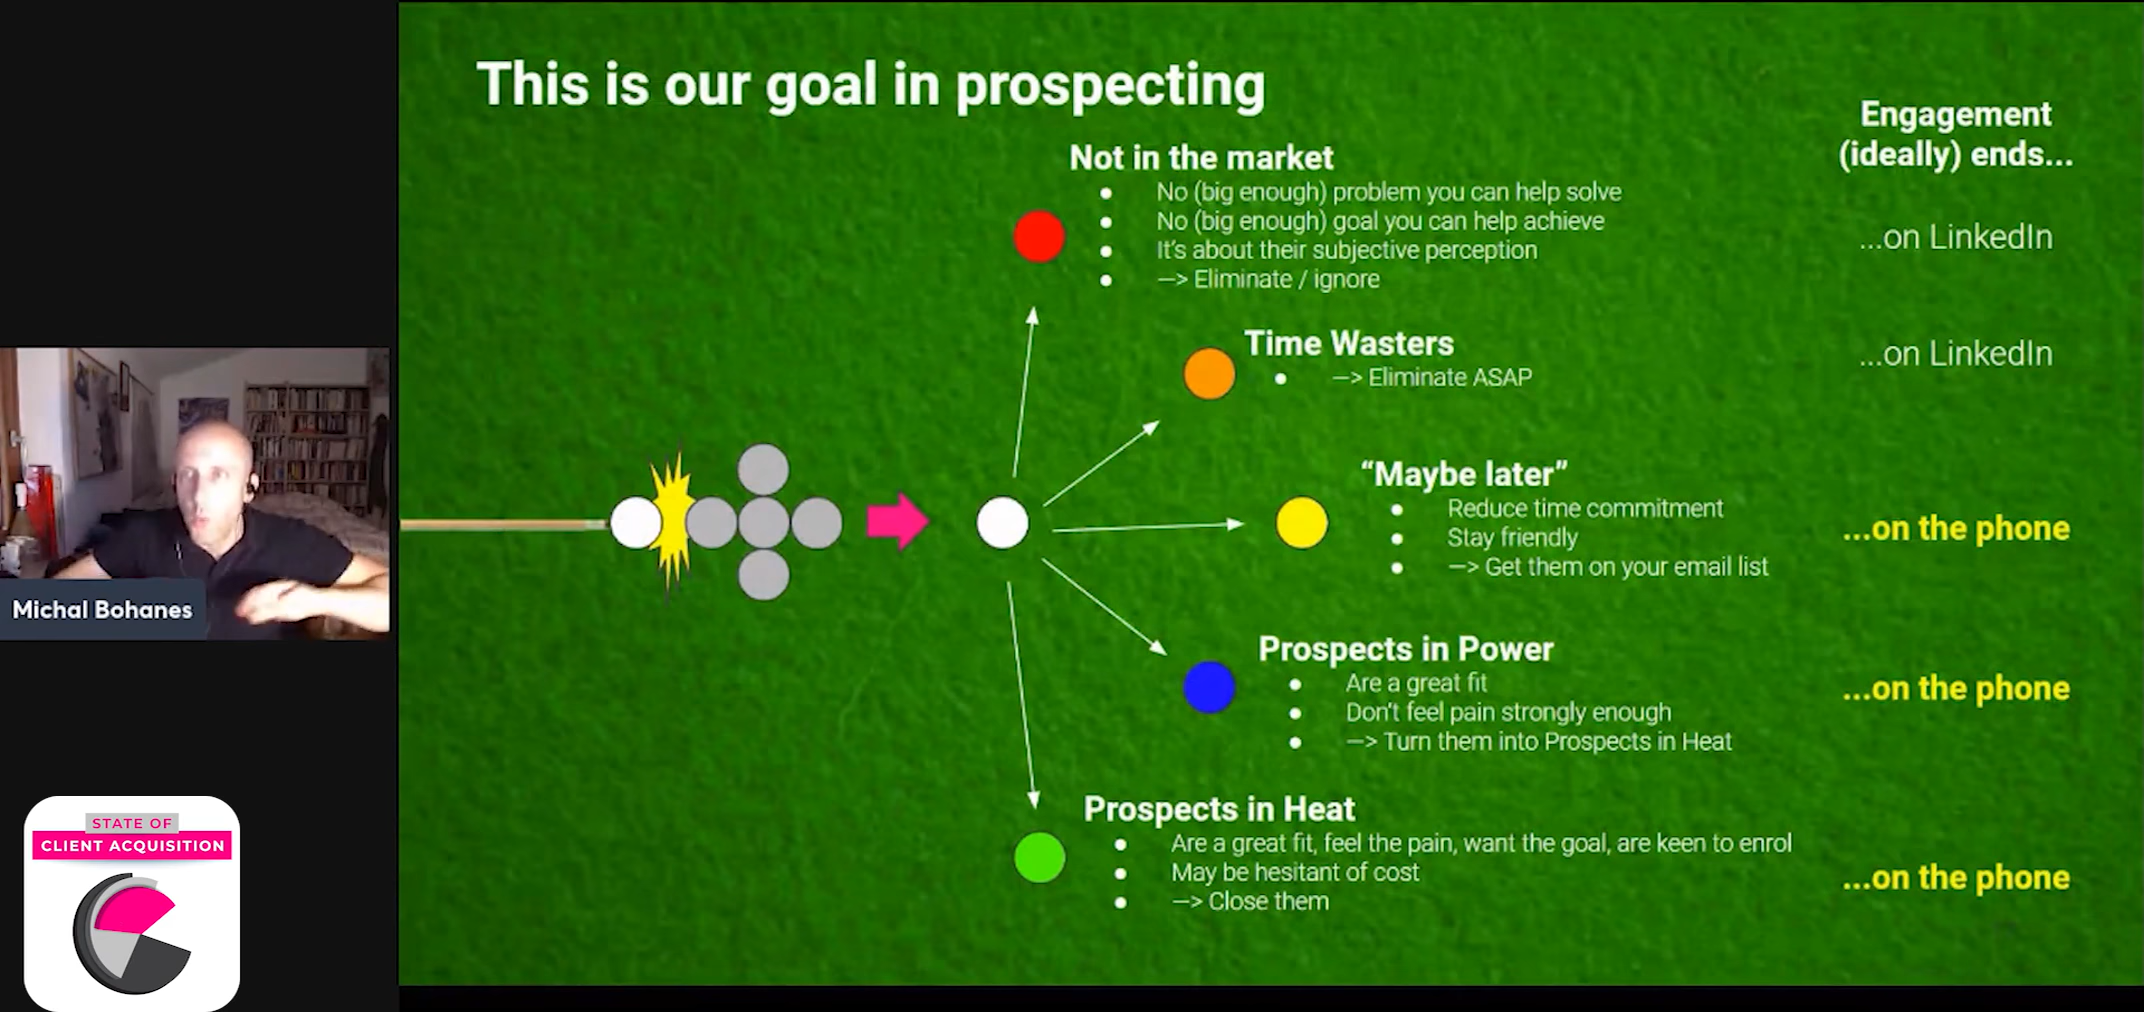 This is our goal in prospecting
Engagement
(ideally) ends...
Not in the market
No (big enough) problem you can help solve
No (big enough) goal you can help achieve
It's about their subjective perception
—> Eliminate / ignore
...on LinkedIn
Time Wasters
—> Eliminate ASAP
...on LinkedIn
“Maybe later”
Reduce time commitment
Stay friendly
—> Get them on your email list
...on the phone
Prospects in Power
Are a great fit
Don't feel pain strongly enough
—> Turn them into Prospects in Heat
...on the phone
Prospects in Heat
Are a great fit, feel the pain, want the goal, are keen to enrol
May be hesitant of cost
—> Close them
...on the phone
Michal Bohanes
STATE OF
CLIENT ACQUISITION